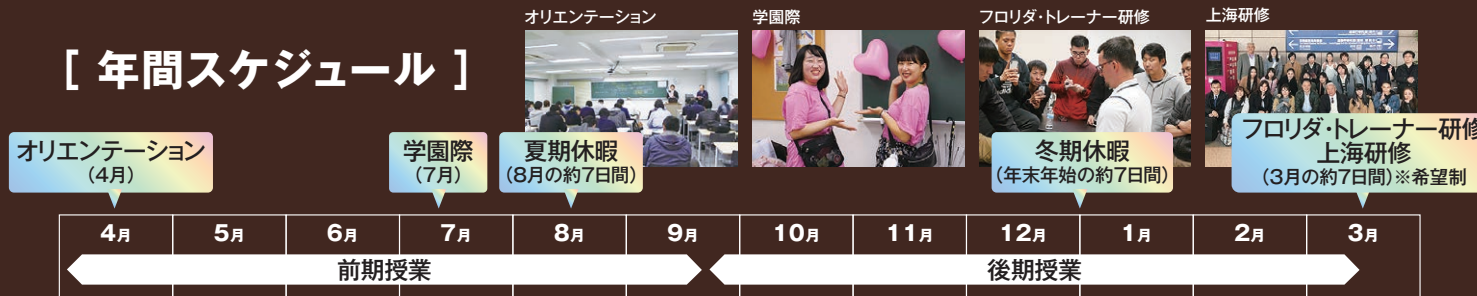 オリエンテーション
学園際
フロリダ・トレーナー研修
上海研修
[ 年間スケジュール ]
オリエンテーション
(4月)
学園際
(7月)
夏期休暇
(8月の約7日間)
冬期休暇
(年末年始の約7日間)
フロリダ・トレーナー研修
上海研修
(3月の約7日間)※希望制
4月 5月 6月 7月 8月 9月 10月 11月 12月 1月 2月 3月
前期授業 後期授業